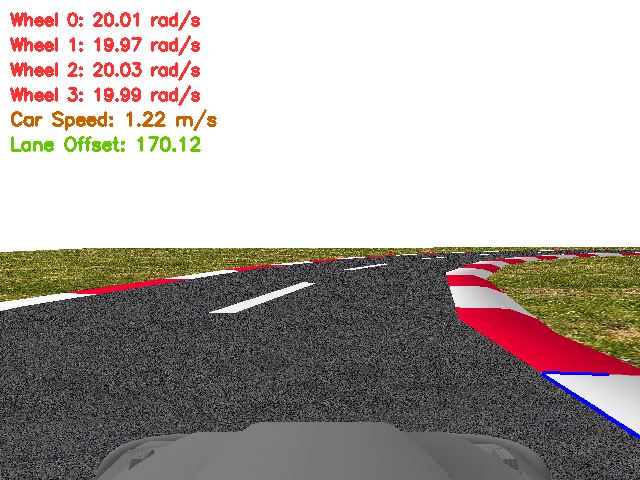 Wheel 0: 20.01 rad/s
Wheel 1: 19.97 rad/s
Wheel 2: 20.03 rad/s
Wheel 3: 19.99 rad/s
Car Speed: 1.22 m/s
Lane Offset: 170.12